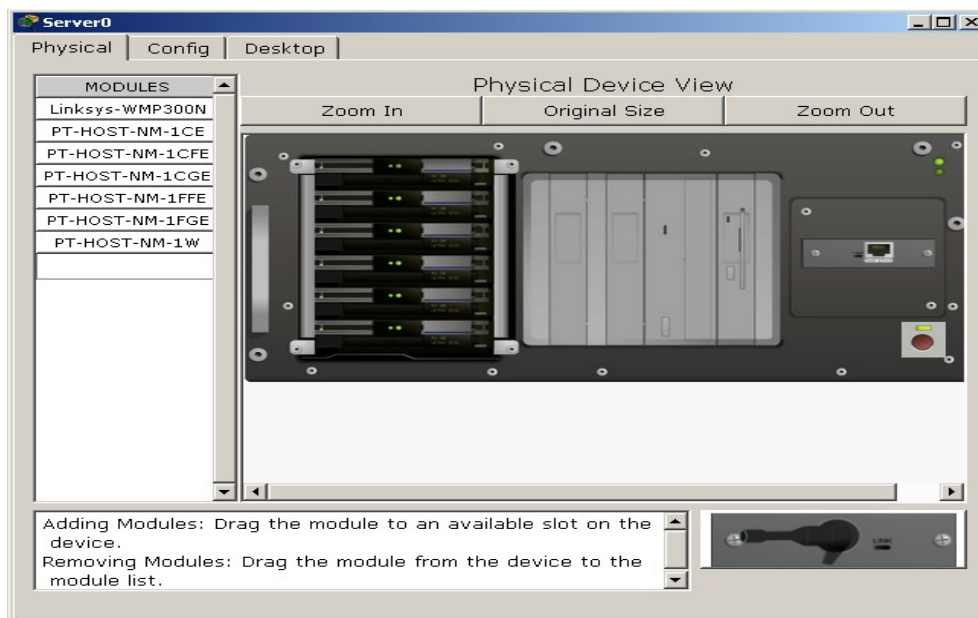 Server0
Physical
Config
Desktop
MODULES
Linksys-WMP300N
PT-HOST-NM-1CE
PT-HOST-NM-1CFE
PT-HOST-NM-1CGE
PT-HOST-NM-1FFE
PT-HOST-NM-1FGE
PT-HOST-NM-1W
Physical Device View
Zoom In
Original Size
Zoom Out
Adding Modules: Drag the module to an available slot on the
device.
Removing Modules: Drag the module from the device to the
module list.
LINK